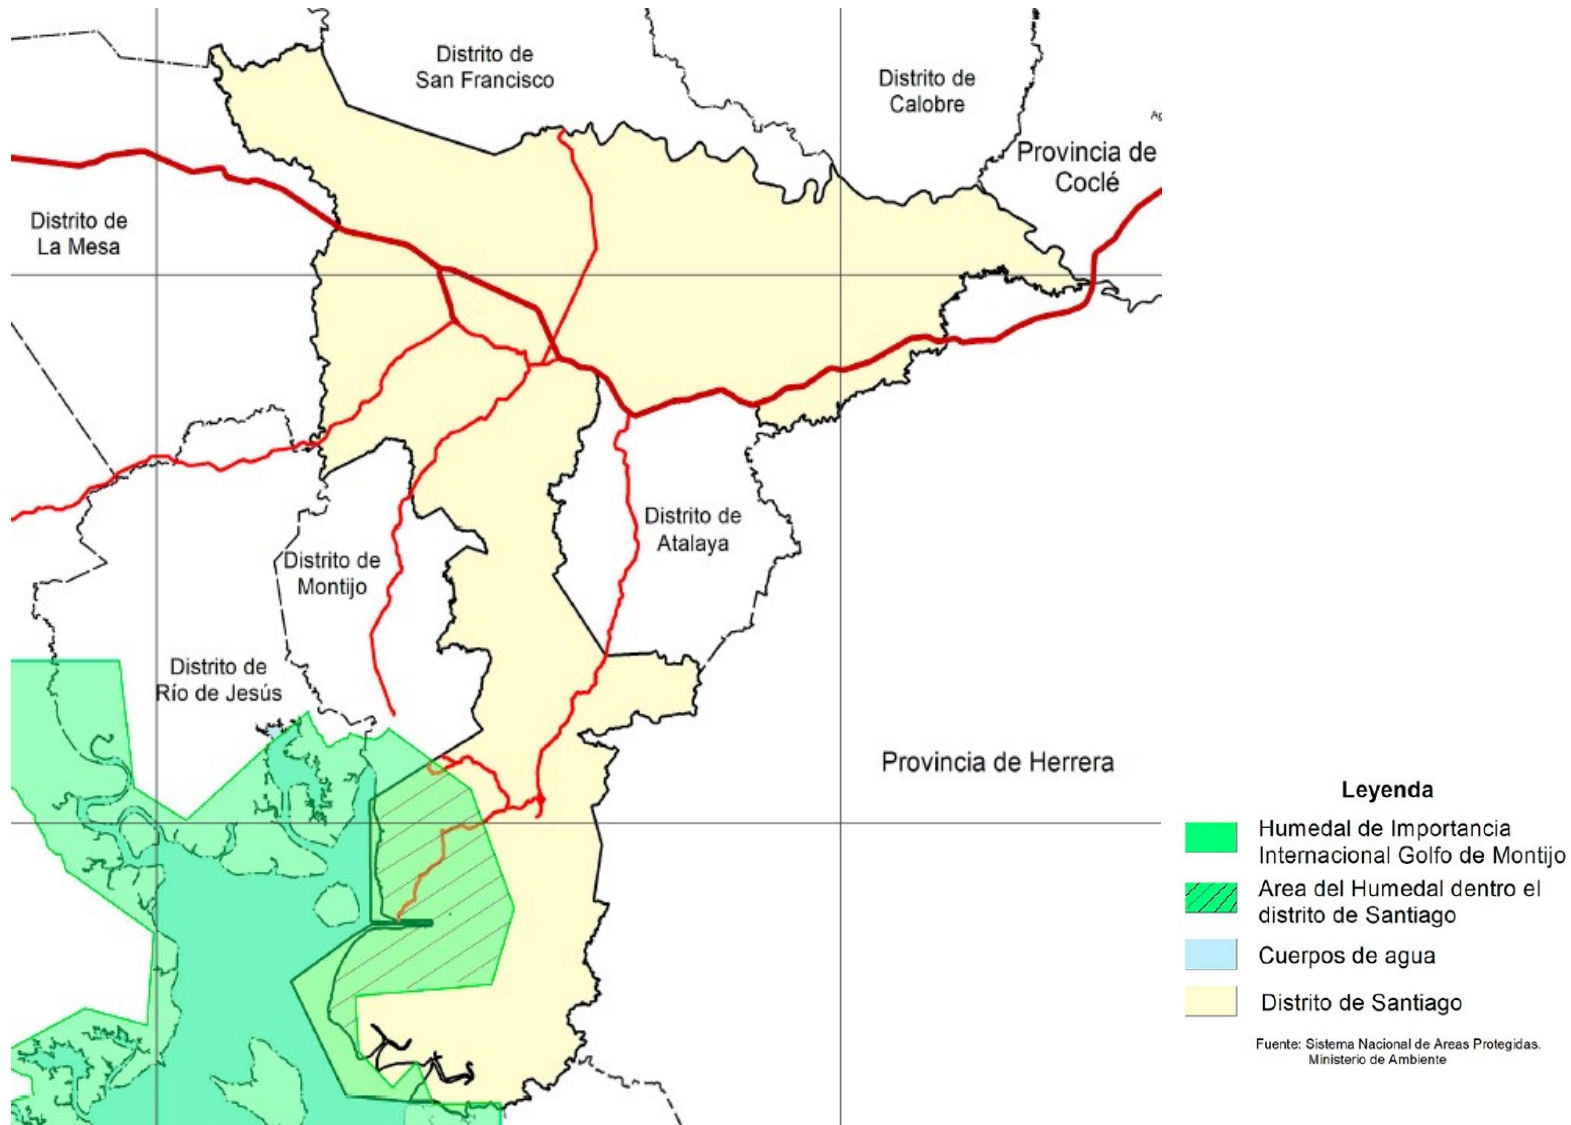 Distrito de
San Francisco
Distrito de
Calobre
Ag
Provincia de
Coclé
Distrito de
La Mesa
Distrito de
Atalaya
Distrito de
Montijo
Distrito de
Río de Jesús
Provincia de Herrera
Leyenda
Humedal de Importancia
Internacional Golfo de Montijo
Area del Humedal dentro el
distrito de Santiago
Cuerpos de agua
Distrito de Santiago
Fuente: Sistema Nacional de Areas Protegidas.
Ministerio de Ambiente